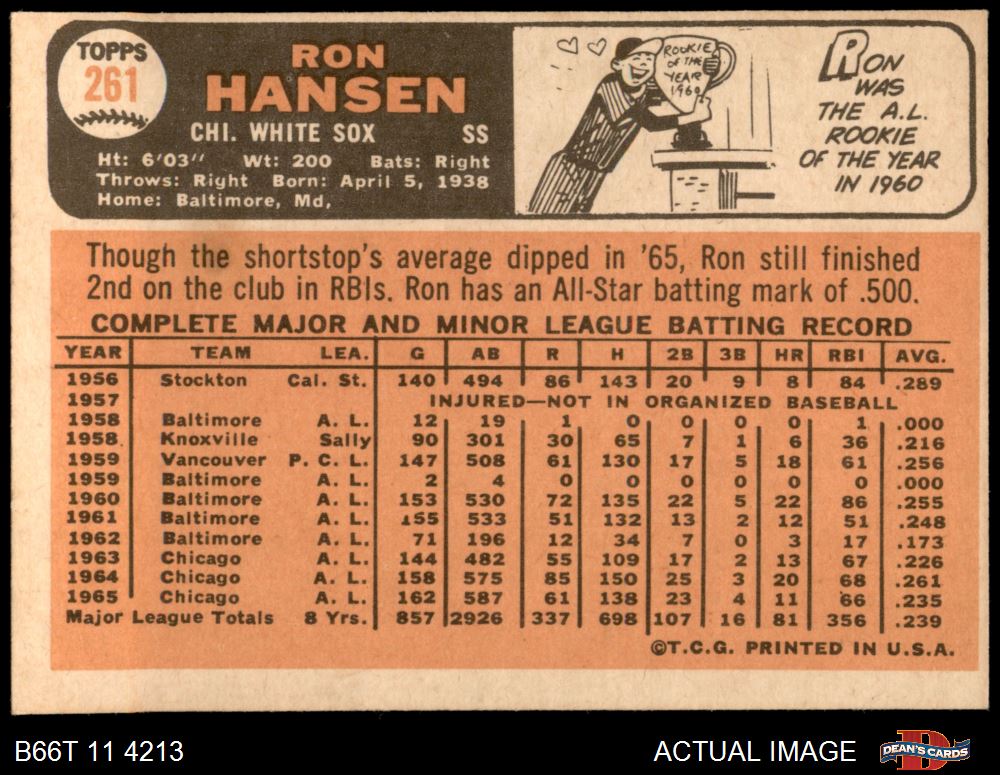 TOPPS
261
RON
HANSEN
CHI. WHITE SOX SS
Ht: 6'03" Wt: 200 Bats: Right
Throws: Right Born: April 5, 1938
Home: Baltimore, Md.
ROOKIE
OF THE
YEAR
1960
RON
WAS
THE A.L.
ROOKIE
OF THE YEAR
IN 1960
Though the shortstop's average dipped in '65, Ron still finished
2nd on the club in RBIs. Ron has an All-Star batting mark of .500.
COMPLETE MAJOR AND MINOR LEAGUE BATTING RECORD
YEAR TEAM LEA. G AB R H 2B 3B HR RBI AVG.
1956 Stockton Cal. St. 140 494 86 143 20 9 8 84 .289
1957 INJURED—NOT IN ORGANIZED BASEBALL
1958 Baltimore A. L. 12 19 1 0 0 0 0 1 .000
1958 Knoxville Sally 90 301 30 65 7 1 6 36 .216
1959 Vancouver P. C. L. 147 508 61 130 17 5 18 61 .256
1959 Baltimore A. L. 2 4 0 0 0 0 0 0 .000
1960 Baltimore A. L. 153 530 72 135 22 5 22 86 .255
1961 Baltimore A. L. 155 533 51 132 13 2 12 51 .248
1962 Baltimore A. L. 71 196 12 34 7 0 3 17 .173
1963 Chicago A. L. 144 482 55 109 17 2 13 67 .226
1964 Chicago A. L. 158 575 85 150 25 3 20 68 .261
1965 Chicago A. L. 162 587 61 138 23 4 11 66 .235
Major League Totals 8 Yrs. 857 2926 337 698 107 16 81 356 .239
©T.C.G. PRINTED IN U.S.A.
B66T 11 4213
ACTUAL IMAGE
DEAN'S CARDS